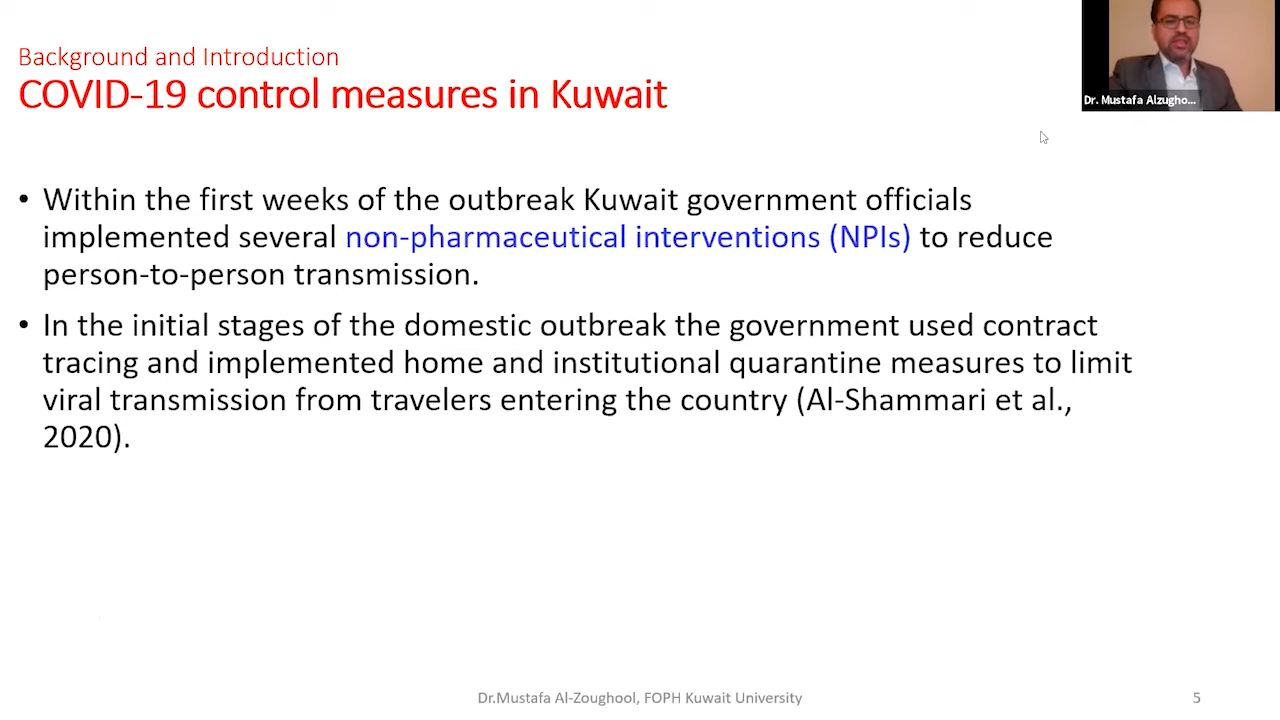 Background and Introduction
COVID-19 control measures in Kuwait
Dr. Mustafa Alzugho...
• Within the first weeks of the outbreak Kuwait government officials
implemented several non-pharmaceutical interventions (NPIs) to reduce
person-to-person transmission.
• In the initial stages of the domestic outbreak the government used contract
tracing and implemented home and institutional quarantine measures to limit
viral transmission from travelers entering the country (Al-Shammari et al.,
2020).
Dr.Mustafa Al-Zoughool, FOPH Kuwait University
5